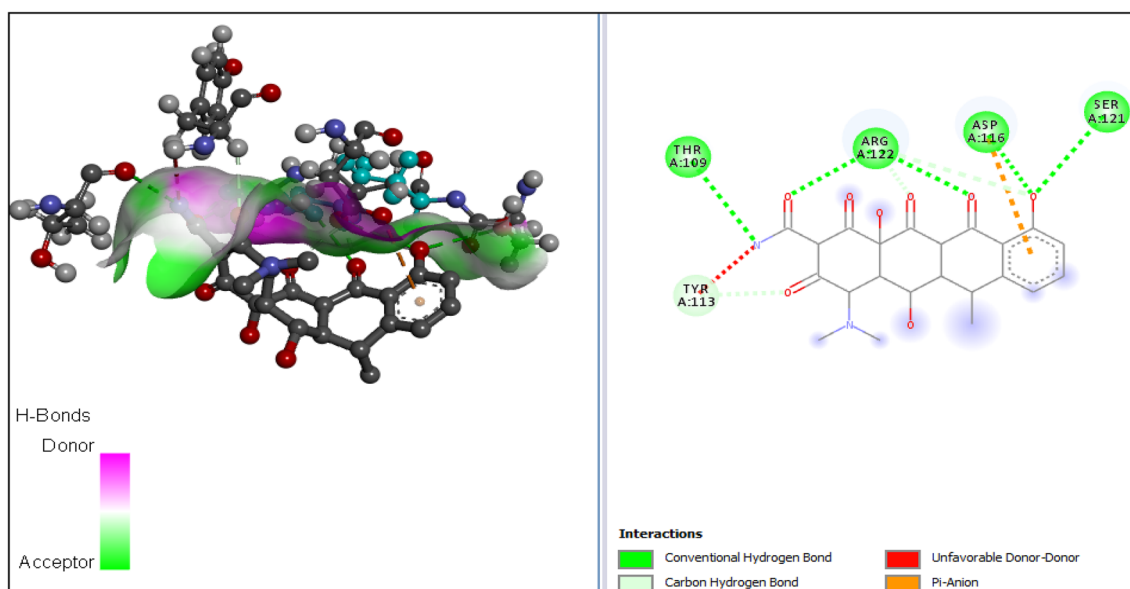 H-Bonds
Donor
Acceptor
THR
A:109
ARG
A:122
ASP
A:116
SER
A:121
TYR
A:113
N
N
O
O
O
O
O
O
O
O
Interactions
Conventional Hydrogen Bond
Carbon Hydrogen Bond
Unfavorable Donor-Donor
Pi-Anion